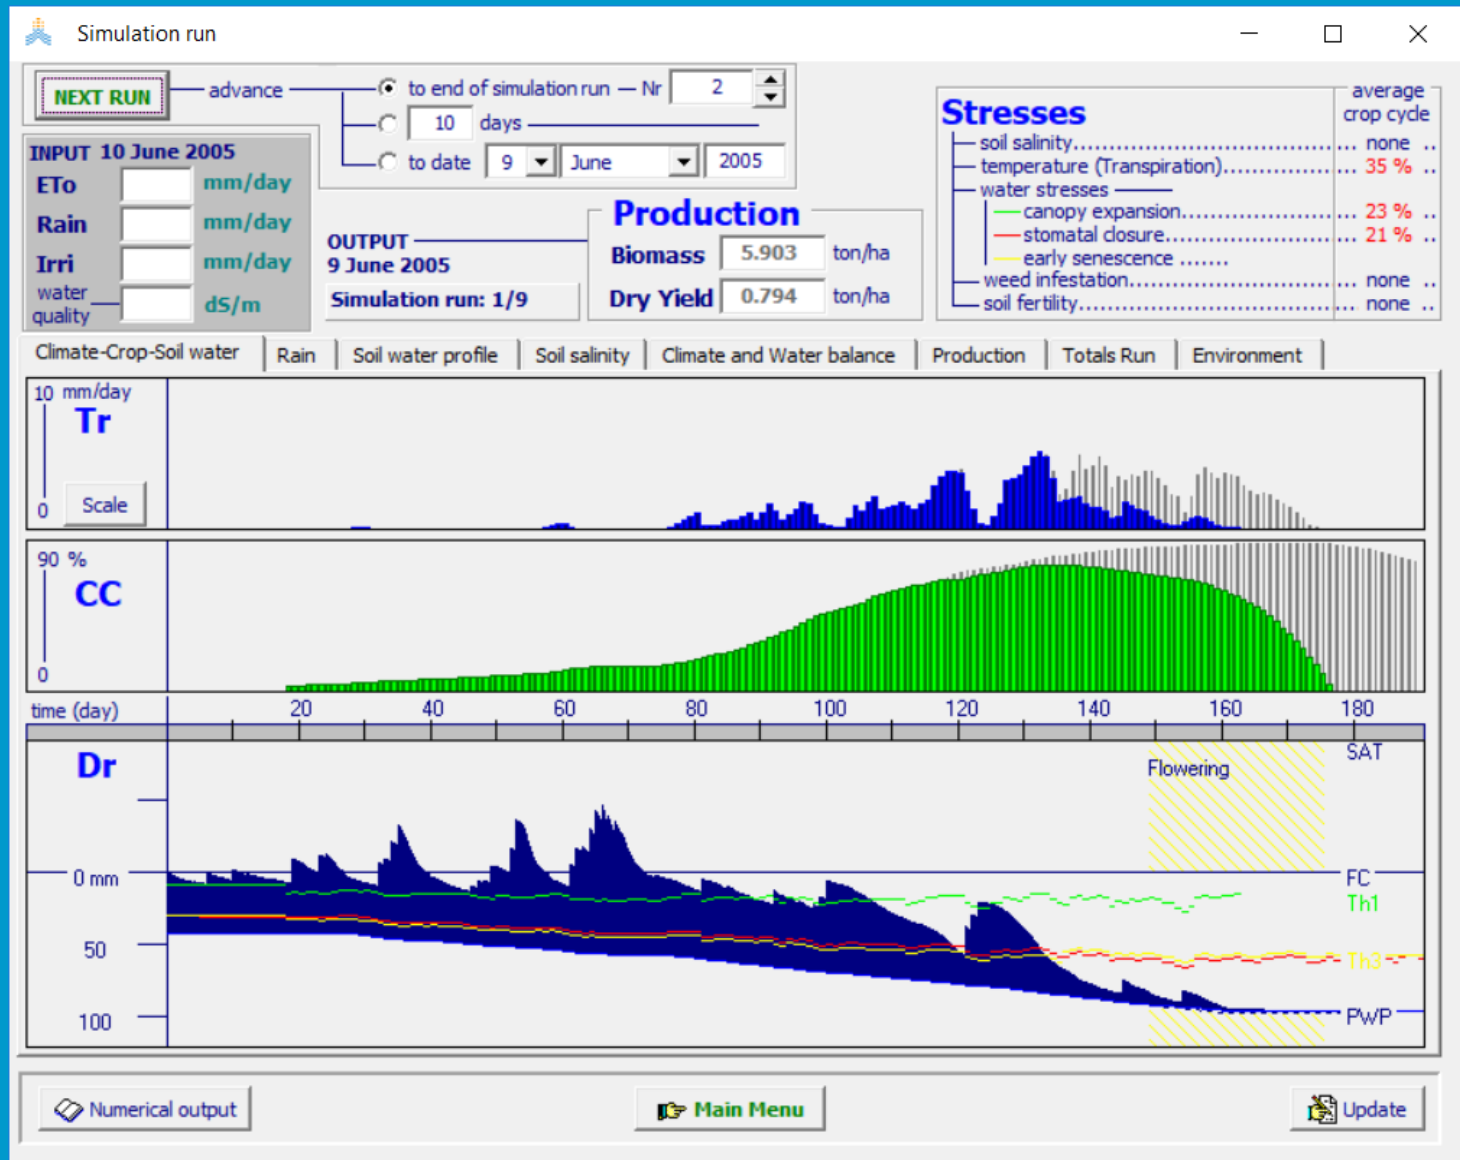 Simulation run
NEXT RUN
advance
to end of simulation run
Nr
2
10 days
to date 9 June 2005
INPUT 10 June 2005
ETo mm/day
Rain mm/day
Irri mm/day
water
quality
dS/m
OUTPUT
9 June 2005
Simulation run: 1/9
Production
Biomass 5.903 ton/ha
Dry Yield 0.794 ton/ha
Stresses
average
crop cycle
soil salinity none
temperature (Transpiration) 35 %
water stresses
canopy expansion 23 %
stomatal closure 21 %
early senescence
weed infestation none
soil fertility none
Climate-Crop-Soil water Rain Soil water profile Soil salinity Climate and Water balance Production Totals Run Environment
10 mm/day
Tr
0
Scale
90 %
CC
0
time (day) 20 40 60 80 100 120 140 160 180
Dr
Flowering
SAT
0 mm
FC
Th1
50
Th3
100
PWP
Numerical output
Main Menu
Update